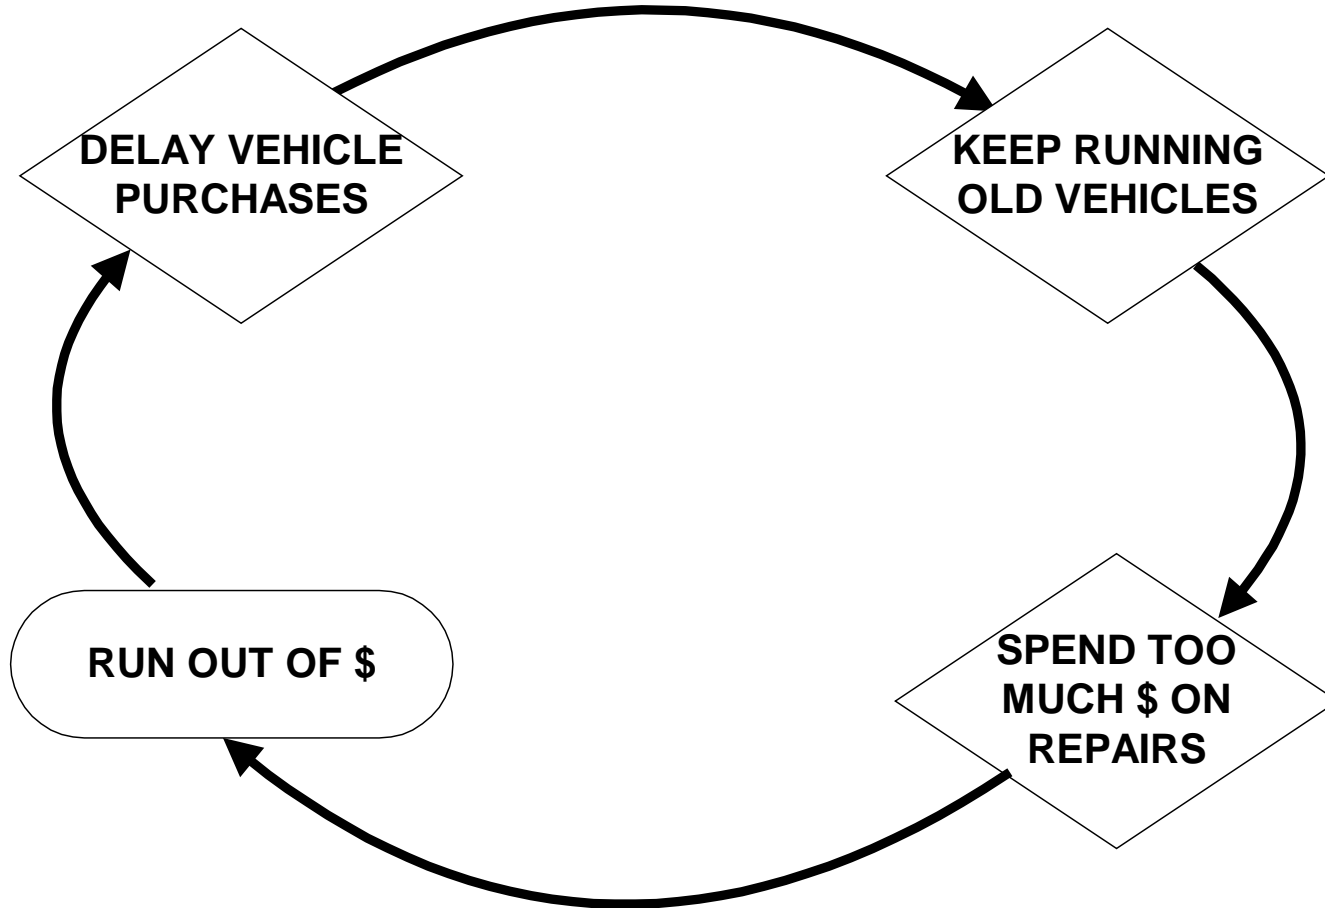 DELAY VEHICLE
PURCHASES
KEEP RUNNING
OLD VEHICLES
SPEND TOO
MUCH $ ON
REPAIRS
RUN OUT OF $